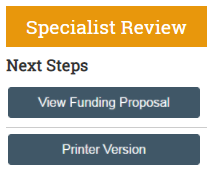 Specialist Review
Next Steps
View Funding Proposal
Printer Version